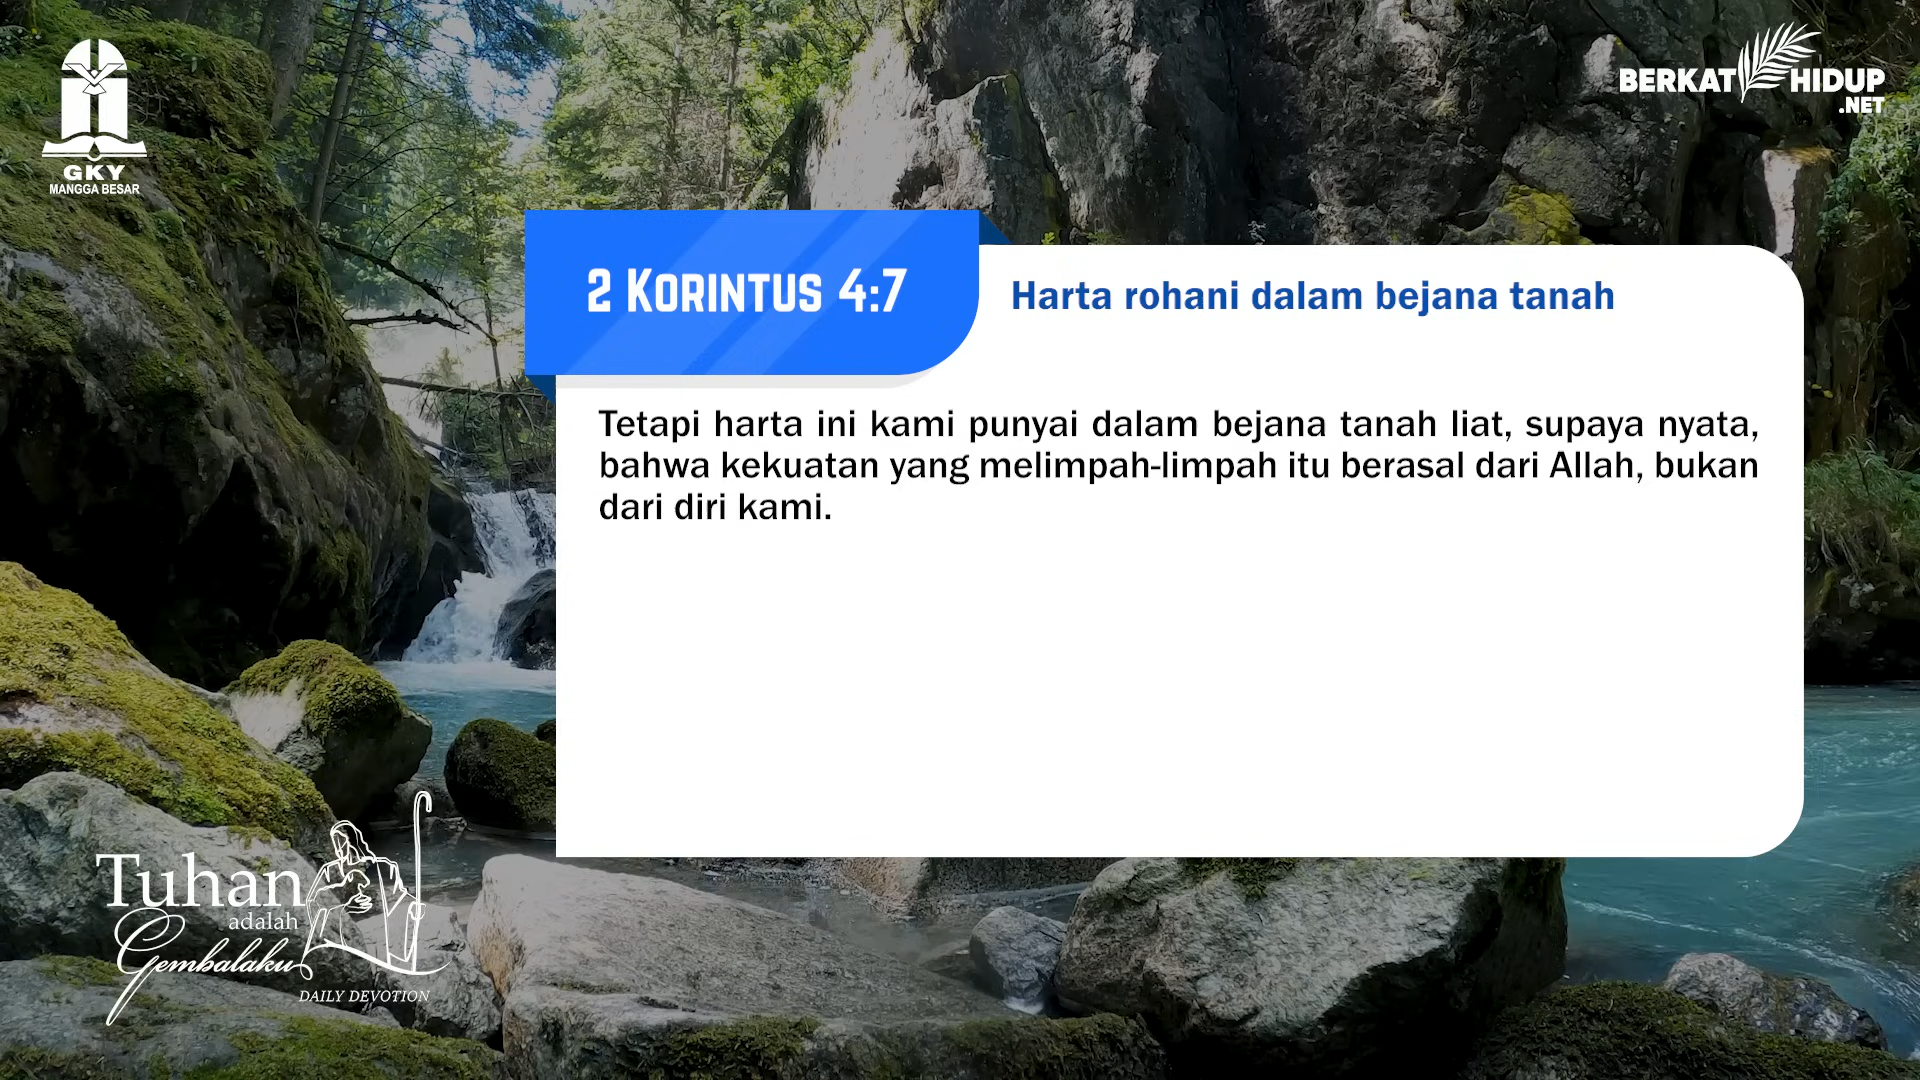 GKY
MANGGA BESAR
BERKAT HIDUP
.NET
2 KORINTUS 4:7
Harta rohani dalam bejana tanah
Tetapi harta ini kami punyai dalam bejana tanah liat, supaya nyata,
bahwa kekuatan yang melimpah-limpah itu berasal dari Allah, bukan
dari diri kami.
Tuhan
adalah
Gembalaku
DAILY DEVOTION